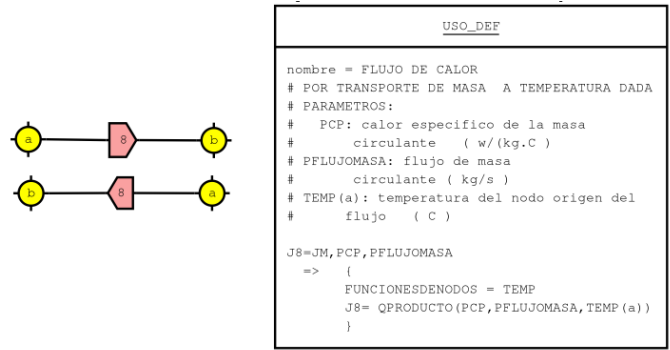 a 8 b
b 8 a
USO_DEF
nombre = FLUJO DE CALOR
# POR TRANSPORTE DE MASA A TEMPERATURA DADA
# PARAMETROS:
# PCP: calor especifico de la masa
# circulante ( w/(kg.C )
# PFLUJOMASA: flujo de masa
# circulante ( kg/s )
# TEMP(a): temperatura del nodo origen del
# flujo ( C )
J8=JM,PCP,PFLUJOMASA
=> {
FUNCIONESDENODOS = TEMP
J8= QPRODUCTO(PCP,PFLUJOMASA,TEMP(a))
}